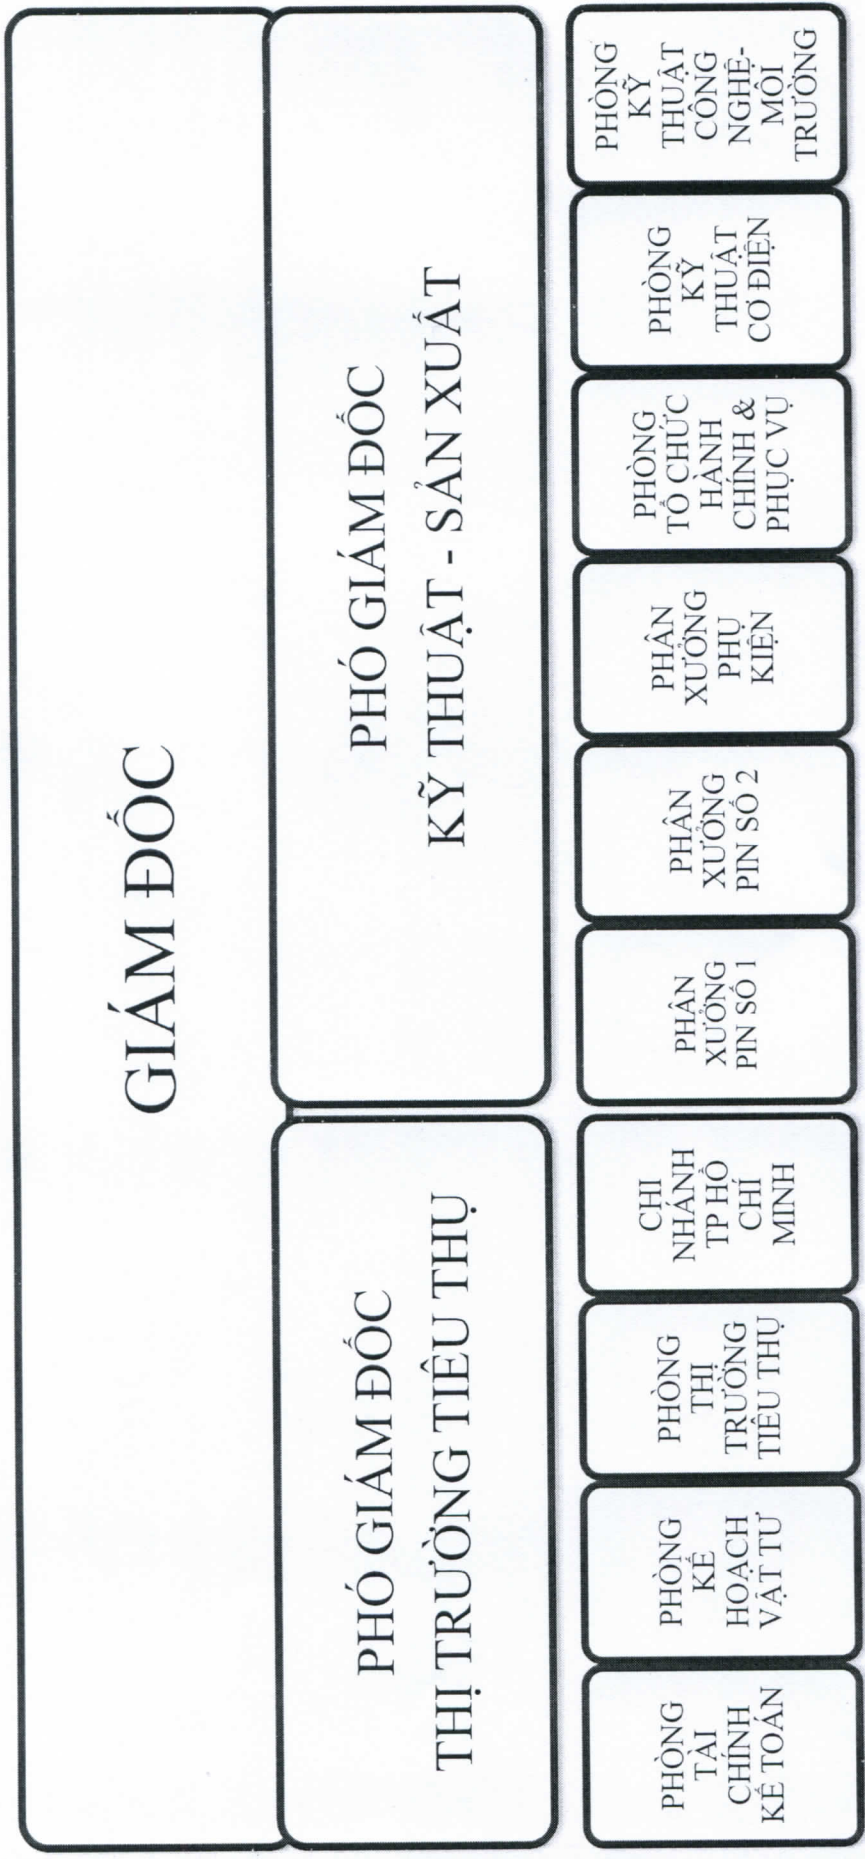 GIÁM ĐỐC
PHÓ GIÁM ĐỐC
THỊ TRƯỜNG TIÊU THỤ
PHÓ GIÁM ĐỐC
KỸ THUẬT - SẢN XUẤT
PHÒNG
TÀI
CHÍNH
KẾ TOÁN
PHÒNG
KẾ
HOẠCH
VẬT TƯ
PHÒNG
THỊ
TRƯỜNG
TIÊU THỤ
CHI
NHÁNH
TP HỒ
CHÍ
MINH
PHÂN
XƯỞNG
PIN SỐ 1
PHÂN
XƯỞNG
PIN SỐ 2
PHÂN
XƯỞNG
PHỤ
KIỆN
PHÒNG
TỔ CHỨC
HÀNH
CHÍNH &
PHỤC VỤ
PHÒNG
KỸ
THUẬT
CƠ ĐIỆN
PHÒNG
KỸ
THUẬT
CÔNG
NGHỆ-
MÔI
TRƯỜNG